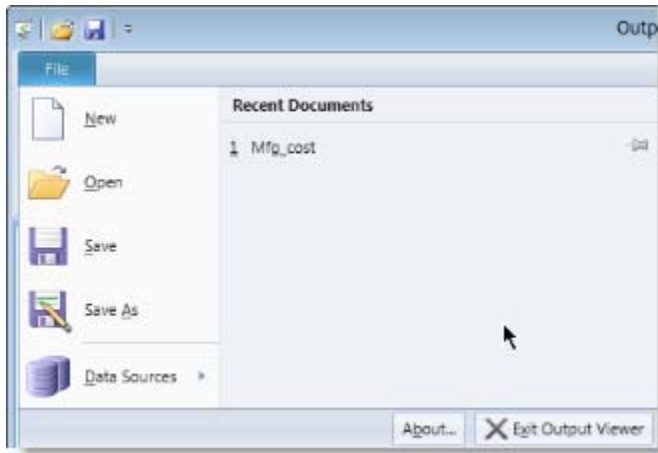 Outp
File
New
Open
Save
Save As
Data Sources
Recent Documents
1 Mfg_cost
About...
Exit Output Viewer